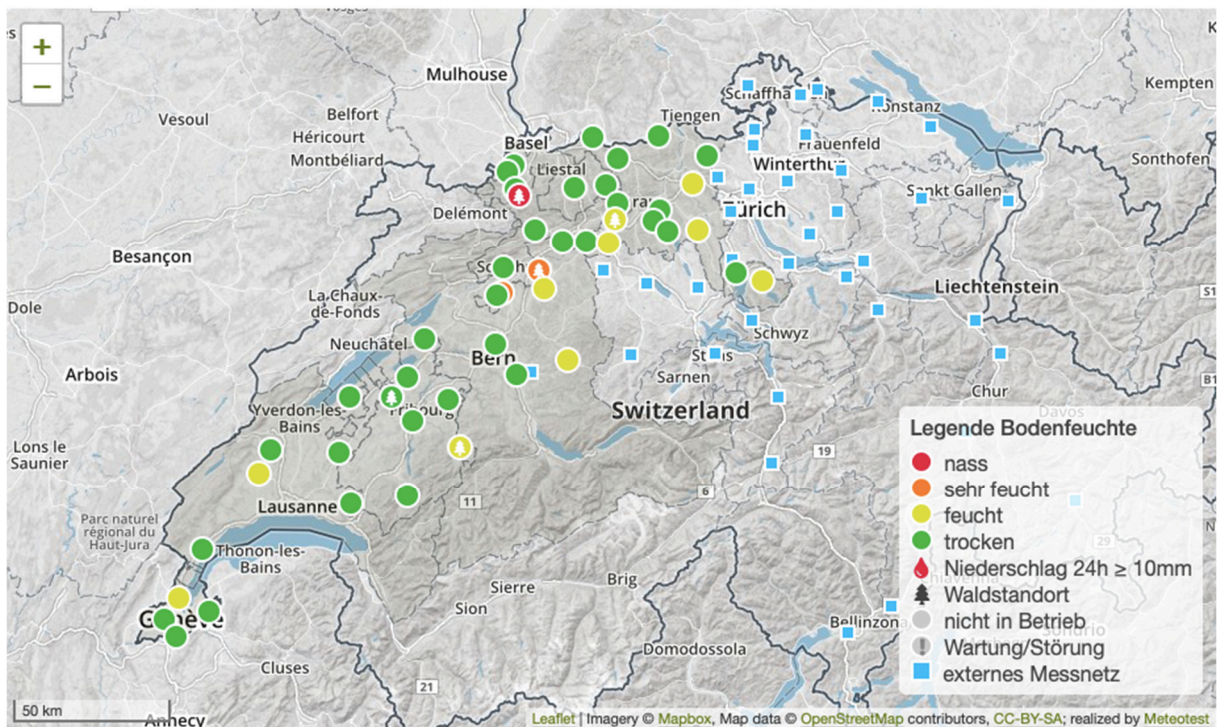 +
−
Vosges
Mulhouse
Vesoul
Belfort
Héricourt
Montbéliard
Tiengen
Basel
Liestal
Delémont
Konstanz
Frauenfeld
Winterthur
Sankt Gallen
Zürich
Kempten
Sonthofen
Besançon
Dole
La Chaux-
de-Fonds
Neuchâtel
Liechtenstein
Schwyz
Bern
Sarnen
Chur
Arbois
Yverdon-les-
Bains
Fribourg
Switzerland
Davos
Lons le
Saunier
19
6
11
Lausanne
Parc naturel
régional du
Haut-Jura
Thonon-les-
Bains
Genève
Sierre
Brig
Sion
Bellinzona
Domodossola
Cluses
21
29
Annecy
Legende Bodenfeuchte
nass
sehr feucht
feucht
trocken
Niederschlag 24h ≥ 10mm
Waldstandort
nicht in Betrieb
Wartung/Störung
externes Messnetz
50 km
Leaflet | Imagery © Mapbox, Map data © OpenStreetMap contributors, CC-BY-SA; realized by Meteotest